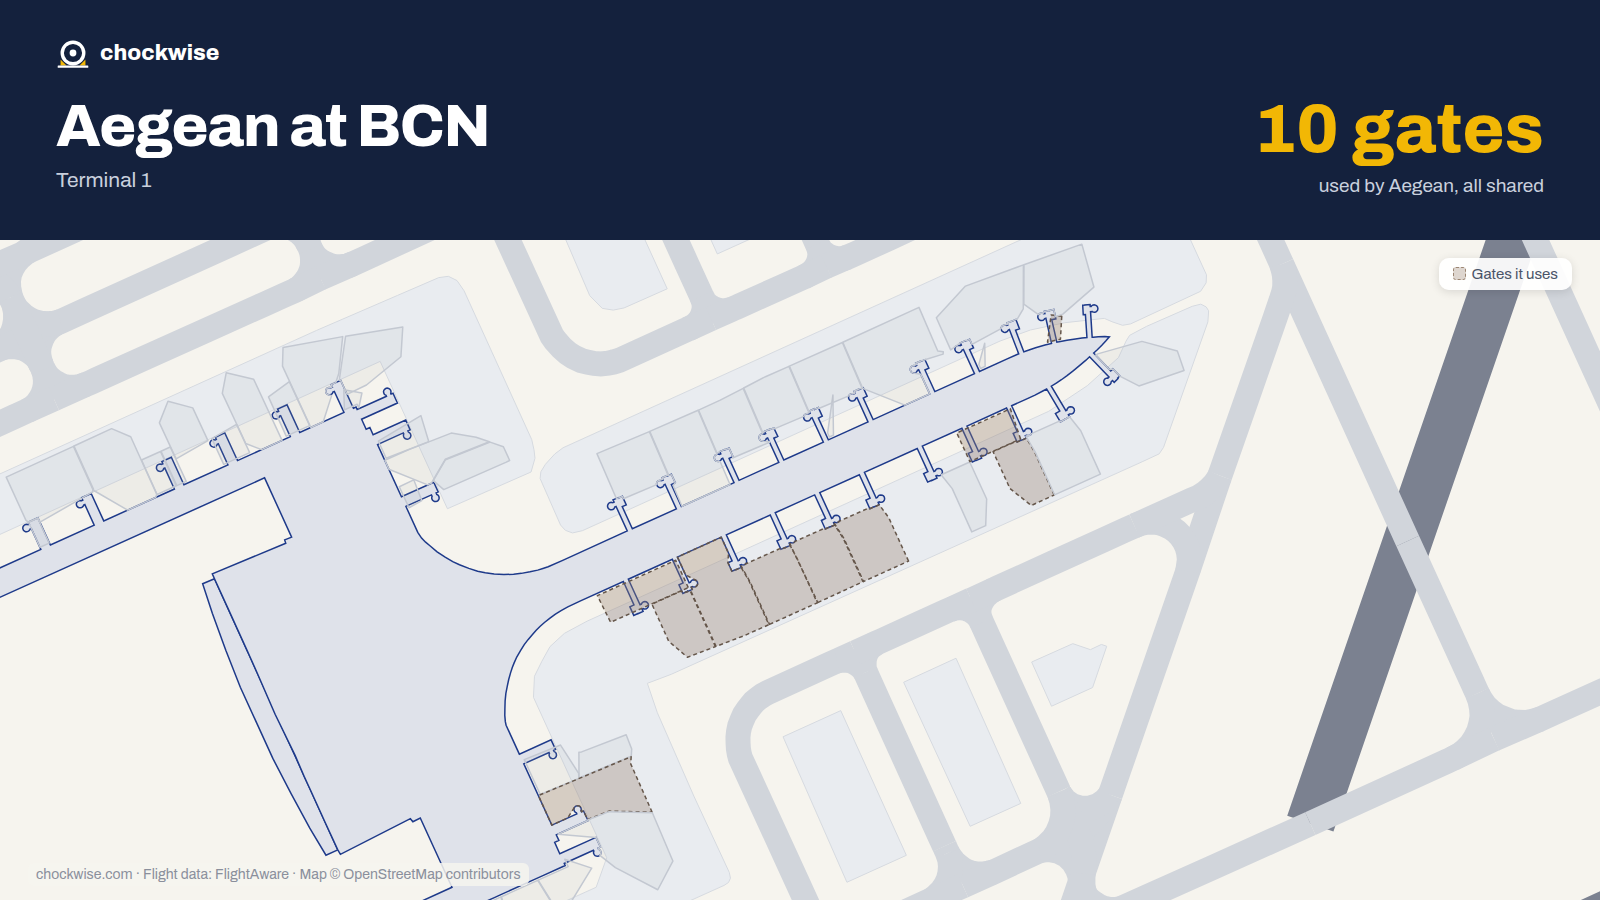 chockwise
Aegean at BCN
Terminal 1
10 gates
used by Aegean, all shared
Gates it uses
chockwise.com · Flight data: FlightAware · Map © OpenStreetMap contributors